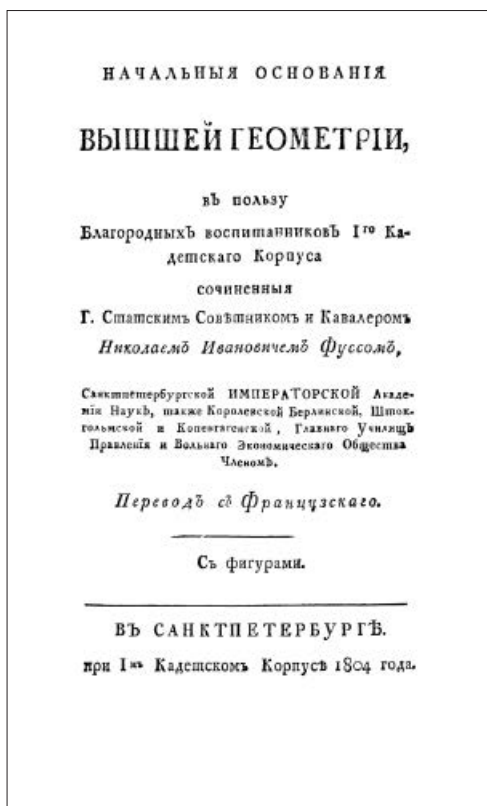 НАЧАЛЬНЫЯ ОСНОВАНІЯ
ВЫШШЕЙ ГЕОМЕТРІИ,
въ пользу
Благородныхъ воспитанниковъ Iго Ка-
детскаго Корпуса
сочиненныя
Г. Статскимъ Совѣтникомъ и Кавалеромъ
Николаемъ Ивановичемъ Фуссомъ,
Санктпетербургской ИМПЕРАТОРСКОЙ Акаде-
міи Наукъ, также Королевской Берлинской, Шток-
гольмской и Копенгагенской, Главнаго Училищъ
Правленія и Вольнаго Экономическаго Общества
Членомъ.
Переводъ съ Французскаго.
Съ фигурами.
ВЪ САНКТПЕТЕРБУРГѢ.
при Iмъ Кадетскомъ Корпусѣ 1804 года.